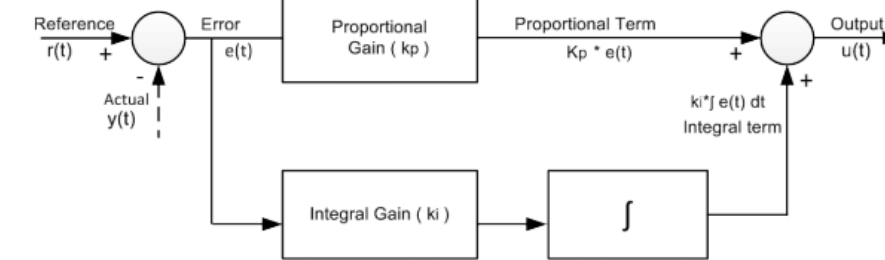 Reference
r(t)
+
-
Actual
y(t)
Error
e(t)
Proportional
Gain ( kp )
Proportional Term
Kp * e(t)
+
Output
u(t)
+
ki*∫ e(t) dt
Integral term
Integral Gain ( ki )
∫